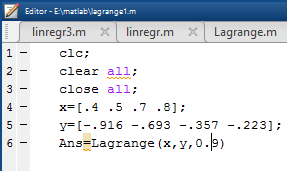 Editor - E:\matlab\lagrange1.m
linregr3.m × linregr.m × Lagrange.m
1 - clc;
2 - clear all;
3 - close all;
4 - x=[.4 .5 .7 .8];
5 - y=[-.916 -.693 -.357 -.223];
6 - Ans=Lagrange(x,y,0.9)